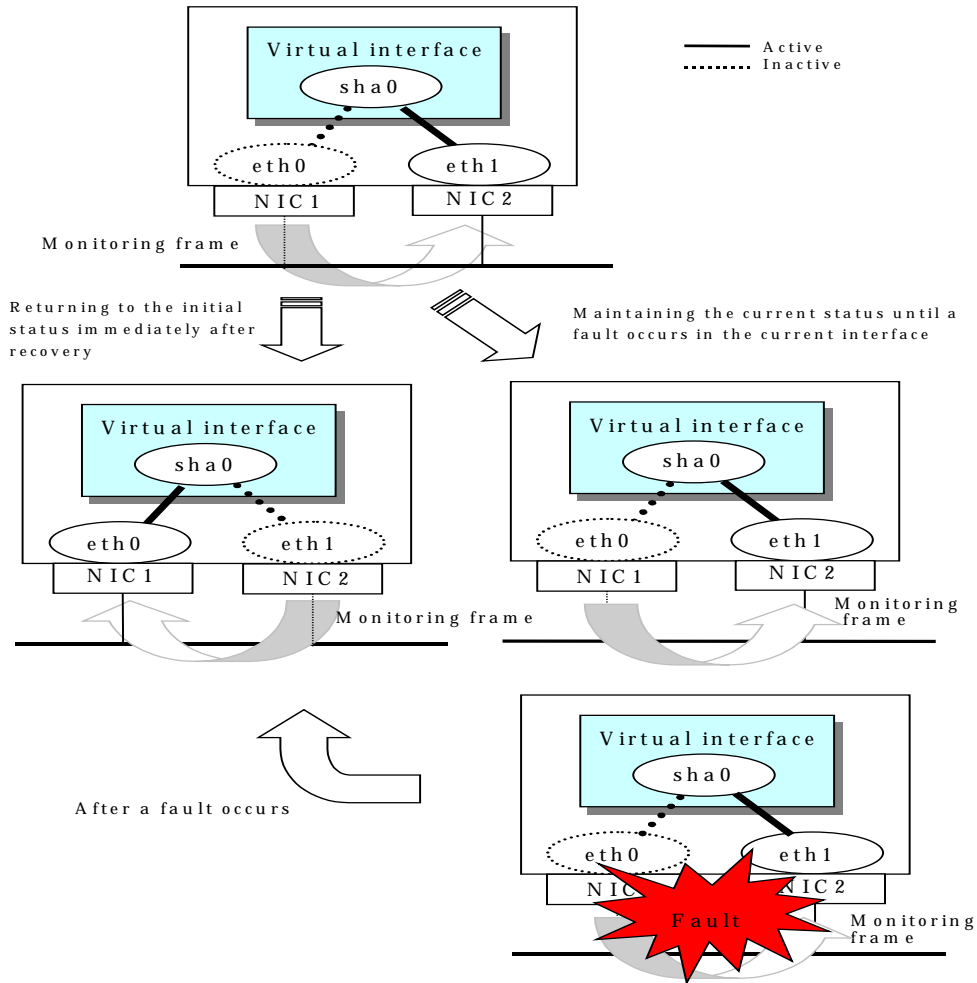 Virtual interface
sha0
Active
Inactive
eth0
eth1
NIC1
NIC2
Monitoring frame
Returning to the initial
status immediately after
recovery
Maintaining the current status until a
fault occurs in the current interface
Virtual interface
sha0
eth0
eth1
NIC1
NIC2
Monitoring frame
Virtual interface
sha0
eth0
eth1
NIC1
NIC2
Monitoring
frame
After a fault occurs
Virtual interface
sha0
eth0
eth1
NIC
NIC2
Fault
Monitoring
frame